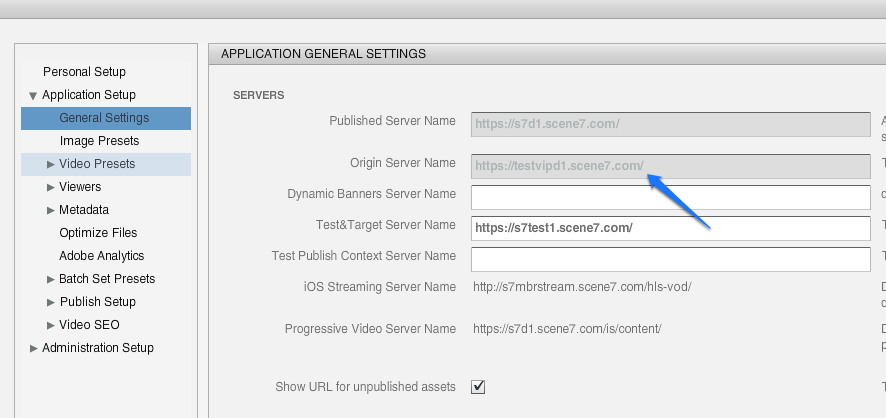 APPLICATION GENERAL SETTINGS
Personal Setup
Application Setup
General Settings
Image Presets
Video Presets
Viewers
Metadata
Optimize Files
Adobe Analytics
Batch Set Presets
Publish Setup
Video SEO
Administration Setup
SERVERS
Published Server Name https://s7d1.scene7.com/
Origin Server Name https://testvipd1.scene7.com/
Dynamic Banners Server Name
Test&Target Server Name https://s7test1.scene7.com/
Test Publish Context Server Name
iOS Streaming Server Name http://s7mbrstream.scene7.com/hls-vod/
Progressive Video Server Name https://s7d1.scene7.com/is/content/
Show URL for unpublished assets